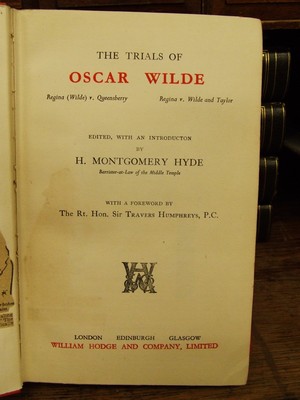 THE TRIALS OF
OSCAR WILDE
Regina (Wilde) v. Queensberry Regina v. Wilde and Taylor
EDITED, WITH AN INTRODUCTON
BY
H. MONTGOMERY HYDE
Barrister-at-Law of the Middle Temple
WITH A FOREWORD BY
The Rt. Hon. Sir Travers Humphreys, P.C.
LONDON EDINBURGH GLASGOW
WILLIAM HODGE AND COMPANY, LIMITED